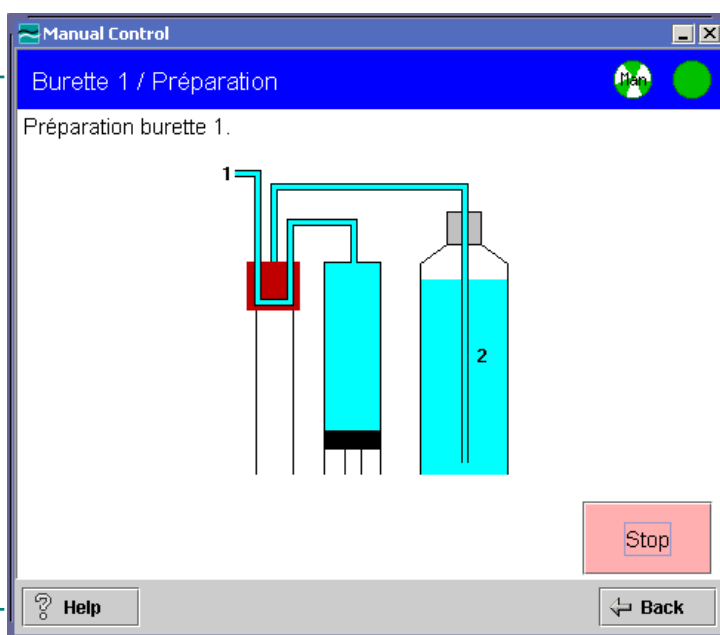 Manual Control
Burette 1 / Préparation
Man
Préparation burette 1.
1
2
Stop
Help
Back